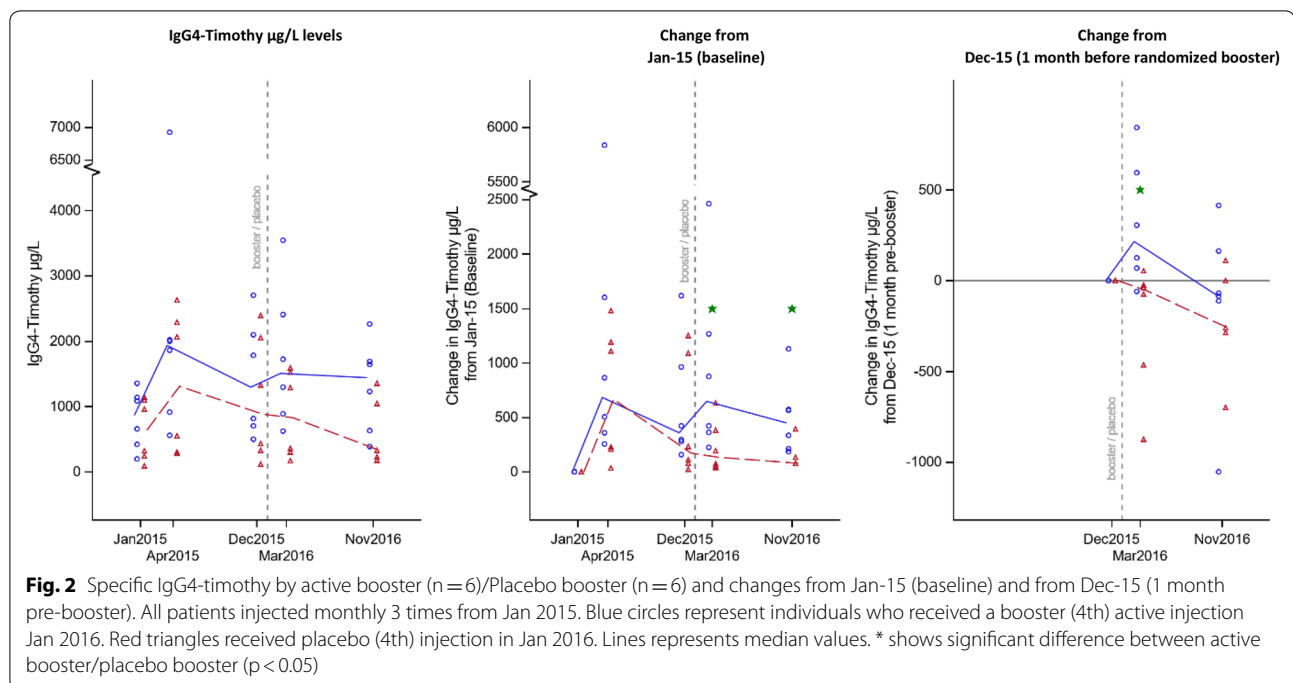 IgG4-Timothy µg/L levels
7000
6500
4000
3000
2000
1000
0
IgG4-Timothy µg/L
booster / placebo
Jan2015
Apr2015
Dec2015
Mar2016
Nov2016
Change from
Jan-15 (baseline)
6000
5500
2500
2000
1500
1000
500
0
Change in IgG4-Timothy µg/L
from Jan-15 (Baseline)
booster / placebo
Jan2015
Apr2015
Dec2015
Mar2016
Nov2016
Change from
Dec-15 (1 month before randomized booster)
500
0
-500
-1000
Change in IgG4-Timothy µg/L
from Dec-15 (1 month pre-booster)
booster / placebo
Dec2015
Mar2016
Nov2016
Fig. 2 Specific IgG4-timothy by active booster (n = 6)/Placebo booster (n = 6) and changes from Jan-15 (baseline) and from Dec-15 (1 month
pre-booster). All patients injected monthly 3 times from Jan 2015. Blue circles represent individuals who received a booster (4th) active injection
Jan 2016. Red triangles received placebo (4th) injection in Jan 2016. Lines represents median values. * shows significant difference between active
booster/placebo booster (p < 0.05)